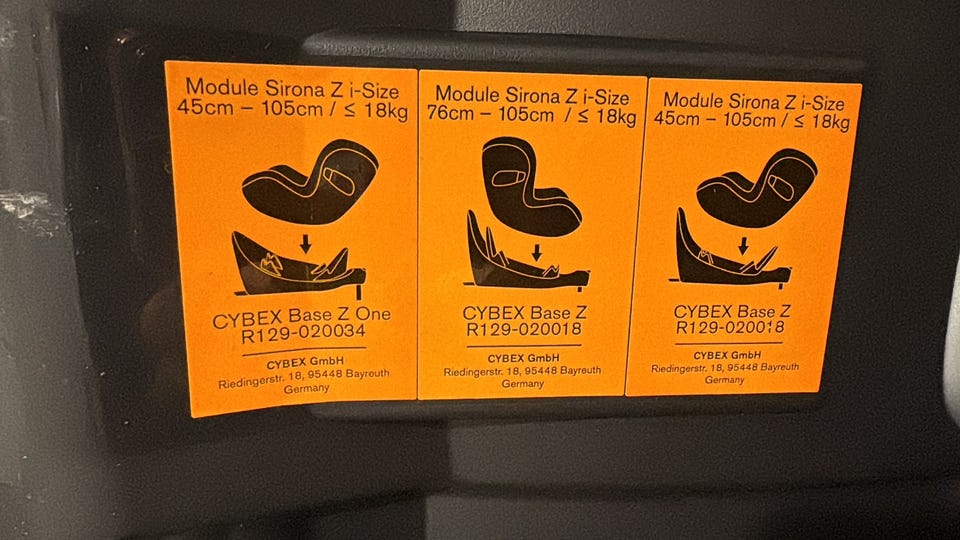 Module Sirona Z i-Size
45cm – 105cm / ≤ 18kg
CYBEX Base Z One
R129-020034
CYBEX GmbH
Riedingerstr. 18, 95448 Bayreuth
Germany
Module Sirona Z i-Size
76cm – 105cm / ≤ 18kg
CYBEX Base Z
R129-020018
CYBEX GmbH
Riedingerstr. 18, 95448 Bayreuth
Germany
Module Sirona Z i-Size
45cm – 105cm / ≤ 18kg
CYBEX Base Z
R129-020018
CYBEX GmbH
Riedingerstr. 18, 95448 Bayreuth
Germany